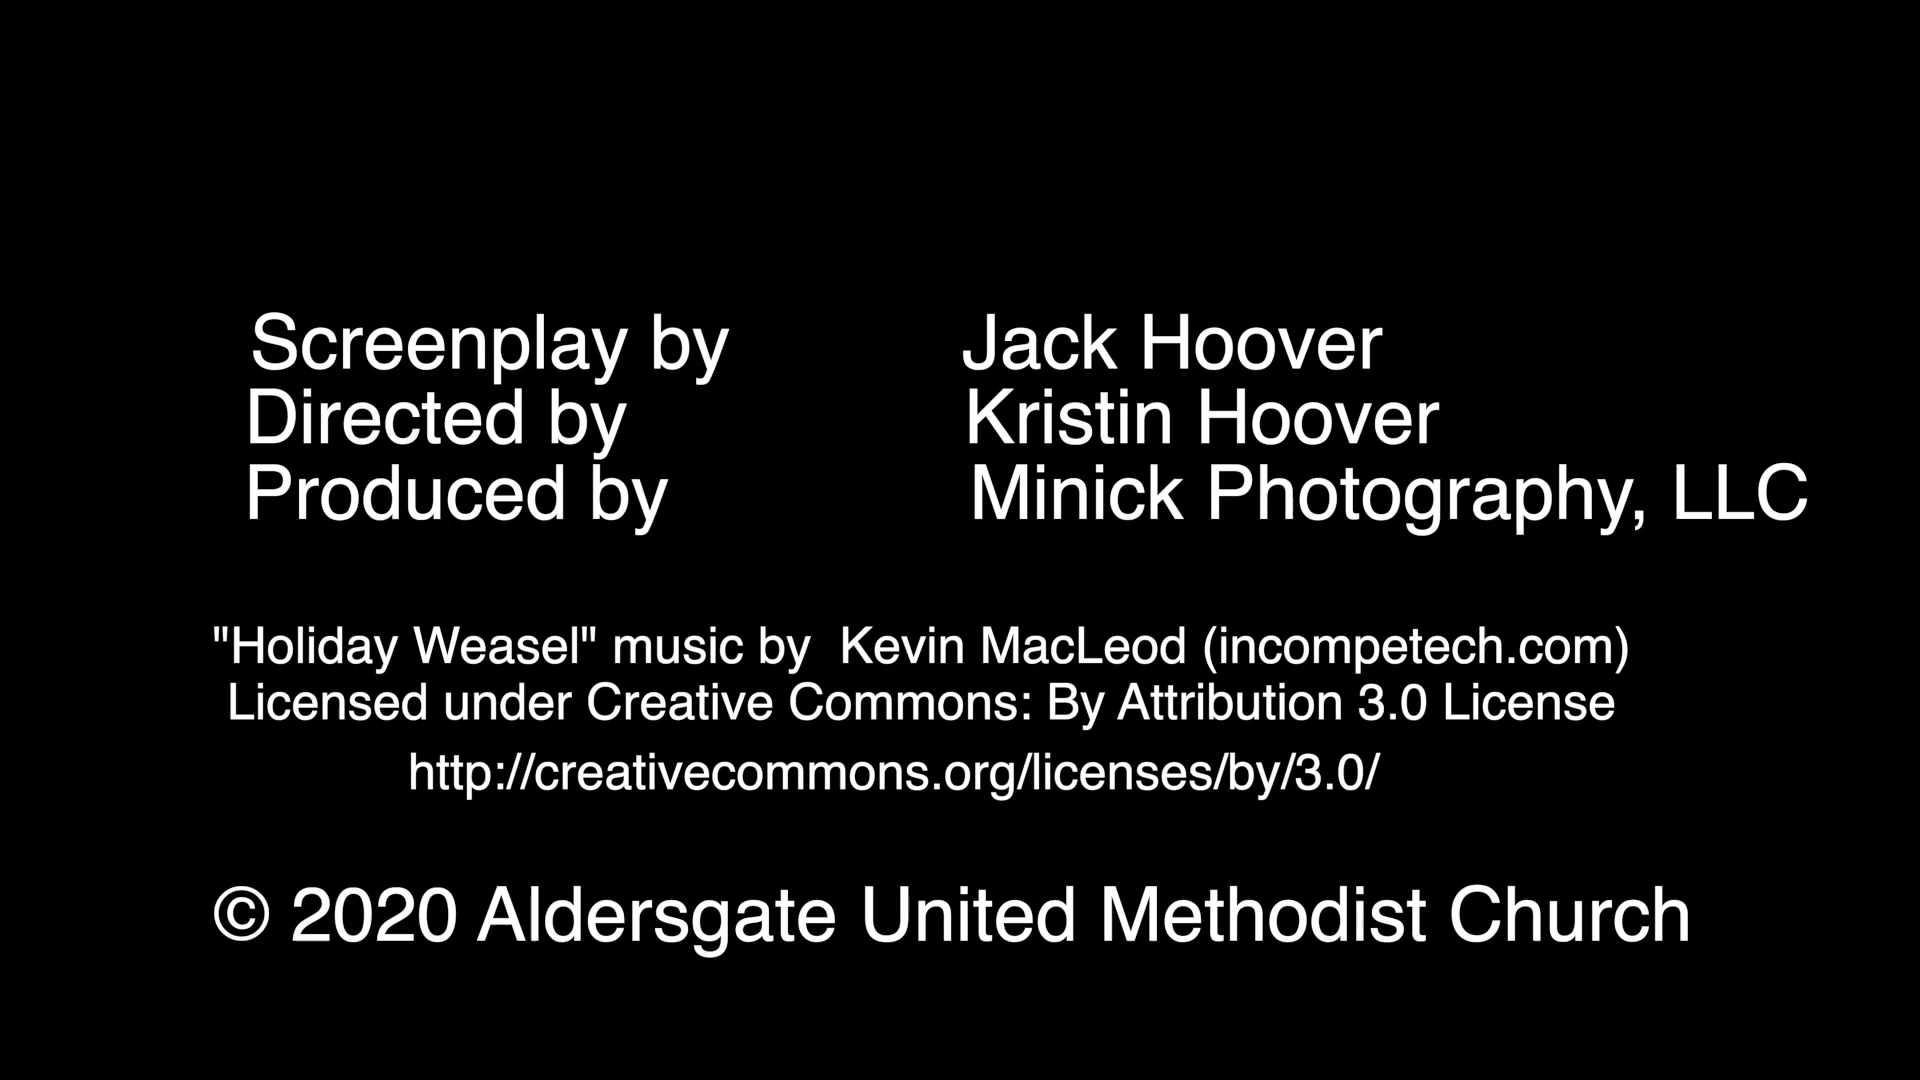 Screenplay by Jack Hoover
Directed by Kristin Hoover
Produced by Minick Photography, LLC
"Holiday Weasel" music by  Kevin MacLeod (incompetech.com)
Licensed under Creative Commons: By Attribution 3.0 License
http://creativecommons.org/licenses/by/3.0/
© 2020 Aldersgate United Methodist Church